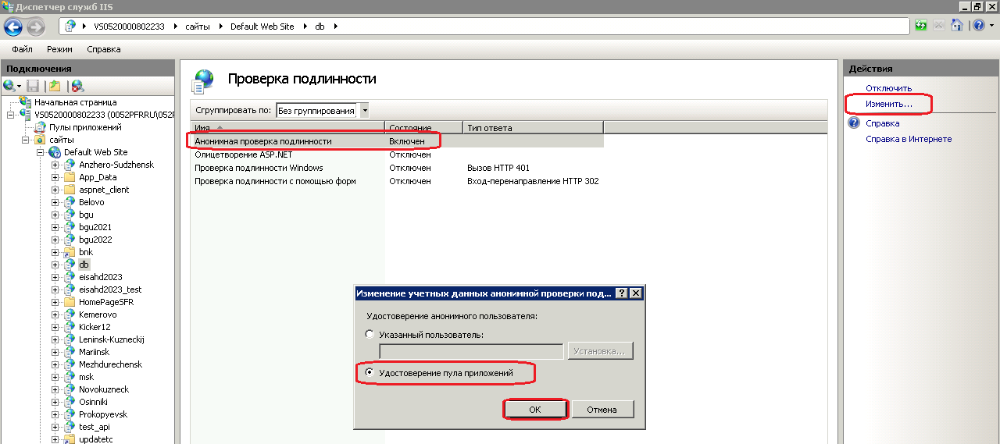 Диспетчер служб IIS
VS0520000802233 сайты Default Web Site db
Файл Режим Справка
Подключения
Начальная страница
VS0520000802233 (0052PFRRU\052F
Пулы приложений
сайты
Default Web Site
Anzhero-Sudzhensk
App_Data
aspnet_client
Belovo
bgu
bgu2021
bgu2022
bnk
db
eisahd2023
eisahd2023_test
HomePageSFR
Kemerovo
Kicker12
Leninsk-Kuzneckij
Mariinsk
Mezhdurechensk
msk
Novokuzneck
Osinniki
Prokopyevsk
test_api
updatetc
Проверка подлинности
Сгруппировать по: Без группирования
Имя Состояние Тип ответа
Анонимная проверка подлинности Включен
Олицетворение ASP.NET Отключен
Проверка подлинности Windows Отключен Вызов HTTP 401
Проверка подлинности с помощью форм Отключен Вход-перенаправление HTTP 302
Изменение учетных данных анонимной проверки под...
Удостоверение анонимного пользователя:
Указанный пользователь:
Установка...
Удостоверение пула приложений
ОК Отмена
Действия
Отключить
Изменить...
Справка
Справка в Интернете